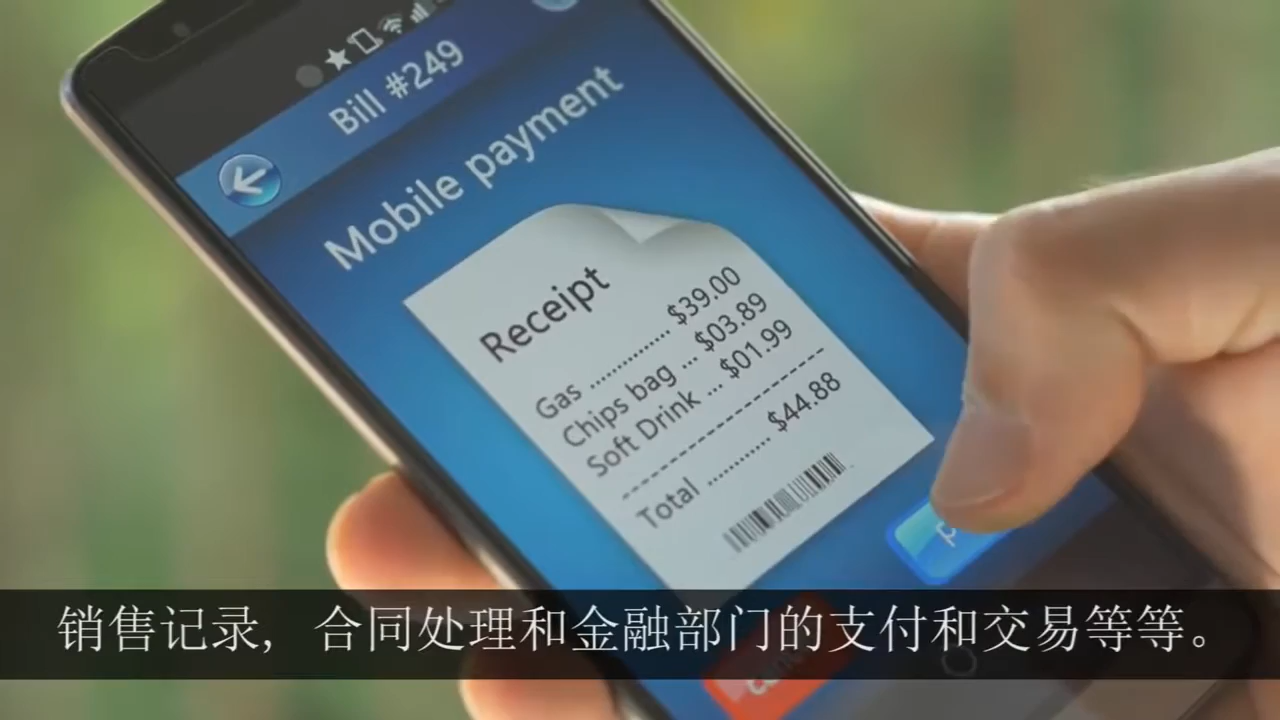 Bill #249
Mobile payment
Receipt
Gas ............. $39.00
Chips bag ... $03.89
Soft Drink ... $01.99
Total ........... $44.88
销售记录, 合同处理和金融部门的支付和交易等等。